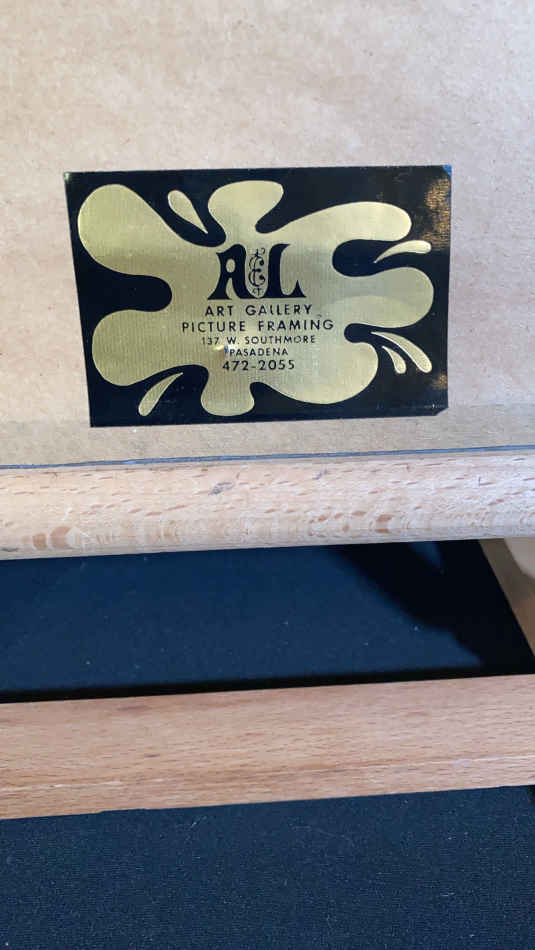 A&L
ART GALLERY
PICTURE FRAMING
137 W. SOUTHMORE
PASADENA
472-2055